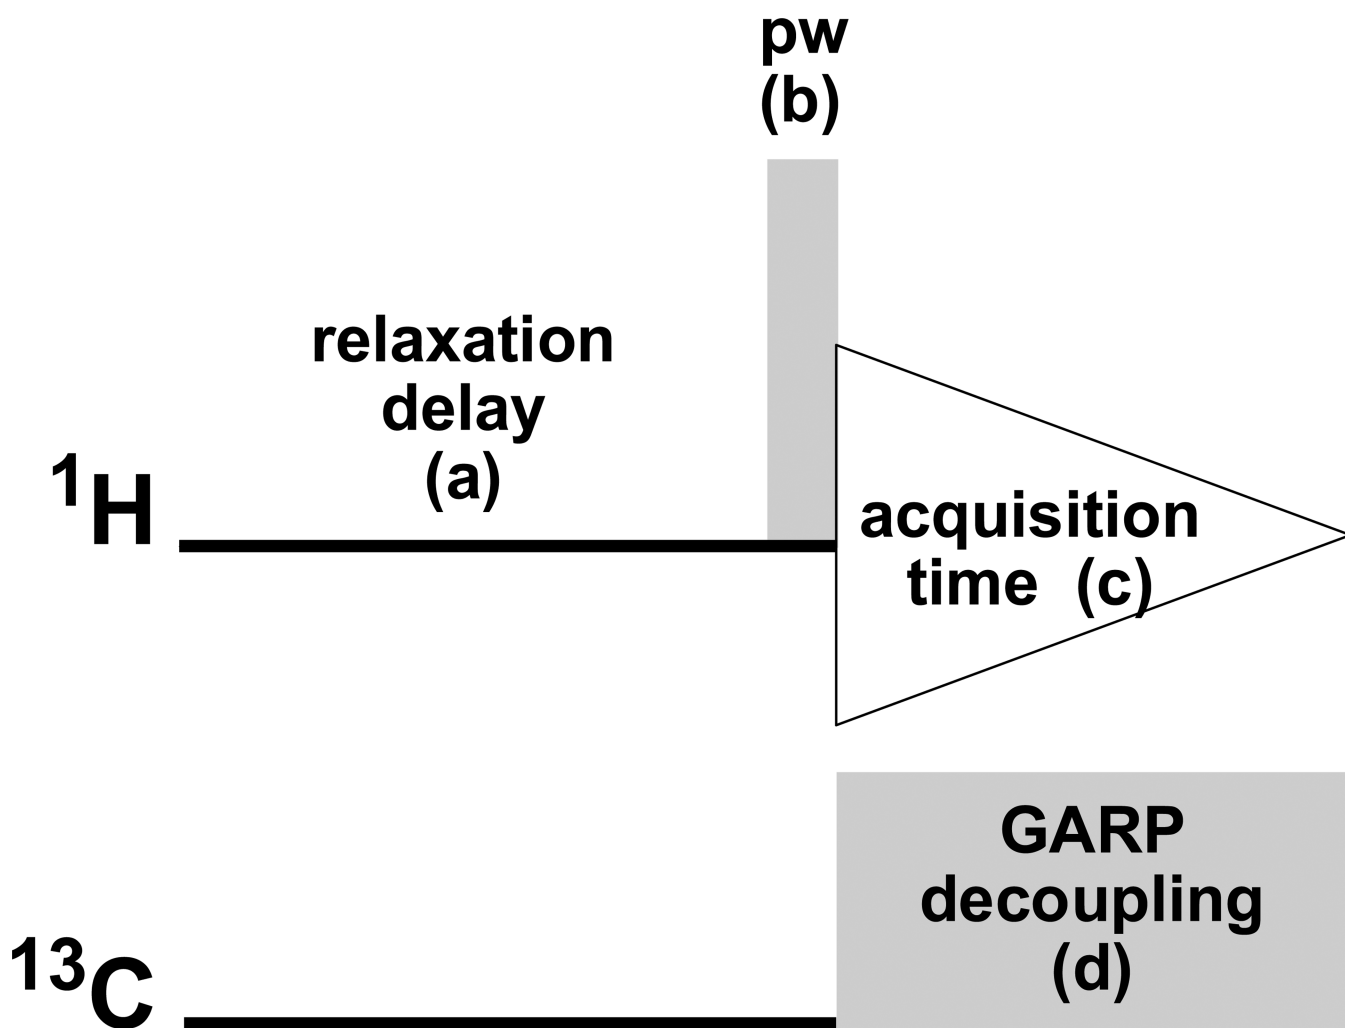 pw
(b)
relaxation
delay
(a)
¹H
acquisition
time (c)
GARP
decoupling
(d)
¹³C